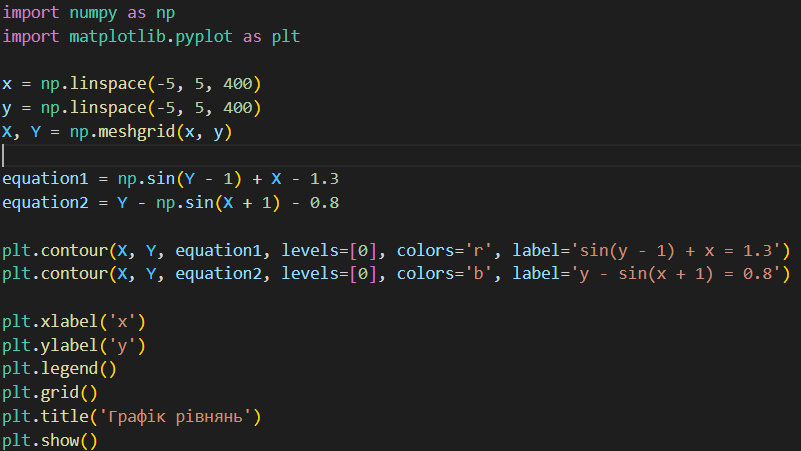 import numpy as np
import matplotlib.pyplot as plt
x = np.linspace(-5, 5, 400)
y = np.linspace(-5, 5, 400)
X, Y = np.meshgrid(x, y)
equation1 = np.sin(Y - 1) + X - 1.3
equation2 = Y - np.sin(X + 1) - 0.8
plt.contour(X, Y, equation1, levels=[0], colors='r', label='sin(y - 1) + x = 1.3')
plt.contour(X, Y, equation2, levels=[0], colors='b', label='y - sin(x + 1) = 0.8')
plt.xlabel('x')
plt.ylabel('y')
plt.legend()
plt.grid()
plt.title('Графік рівнянь')
plt.show()